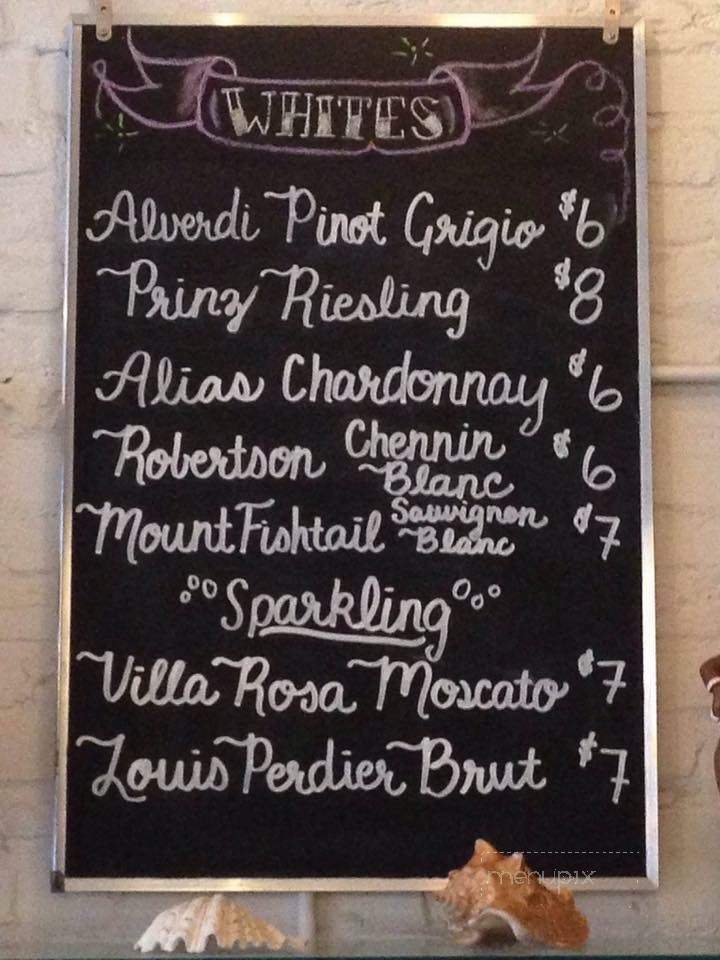 WHITES
Alverdi Pinot Grigio $6
Prinz Riesling $8
Alias Chardonnay $6
Robertson Chennin Blanc $6
Mount Fishtail Sauvignon Blanc $7
Sparkling
Villa Rosa Moscato $7
Louis Perdier Brut $7
menupix